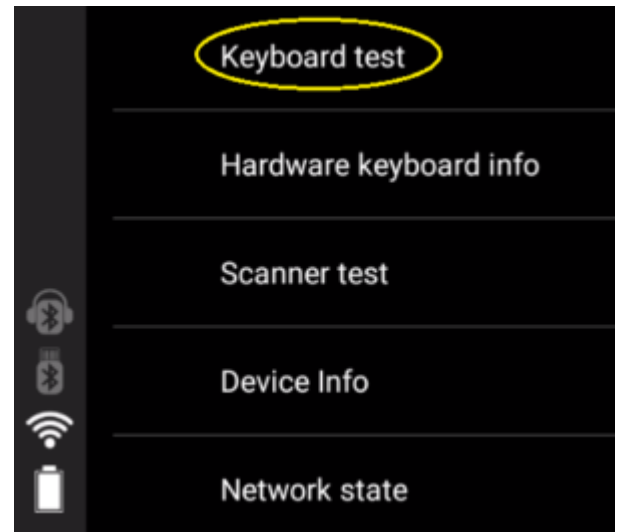 Keyboard test
Hardware keyboard info
Scanner test
Device Info
Network state